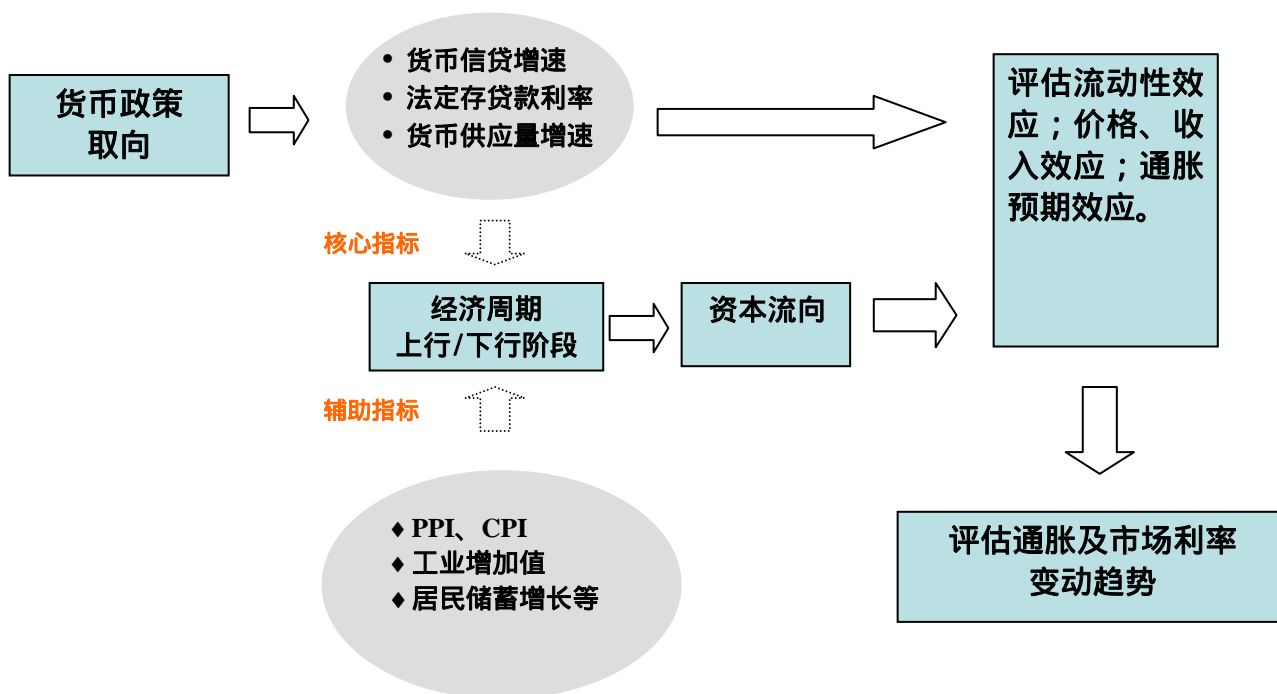 货币政策
取向
• 货币信贷增速
• 法定存贷款利率
• 货币供应量增速
评估流动性效
应；价格、收
入效应；通胀
预期效应。
核心指标
经济周期
上行/下行阶段
资本流向
辅助指标
♦ PPI、CPI
♦ 工业增加值
♦ 居民储蓄增长等
评估通胀及市场利率
变动趋势